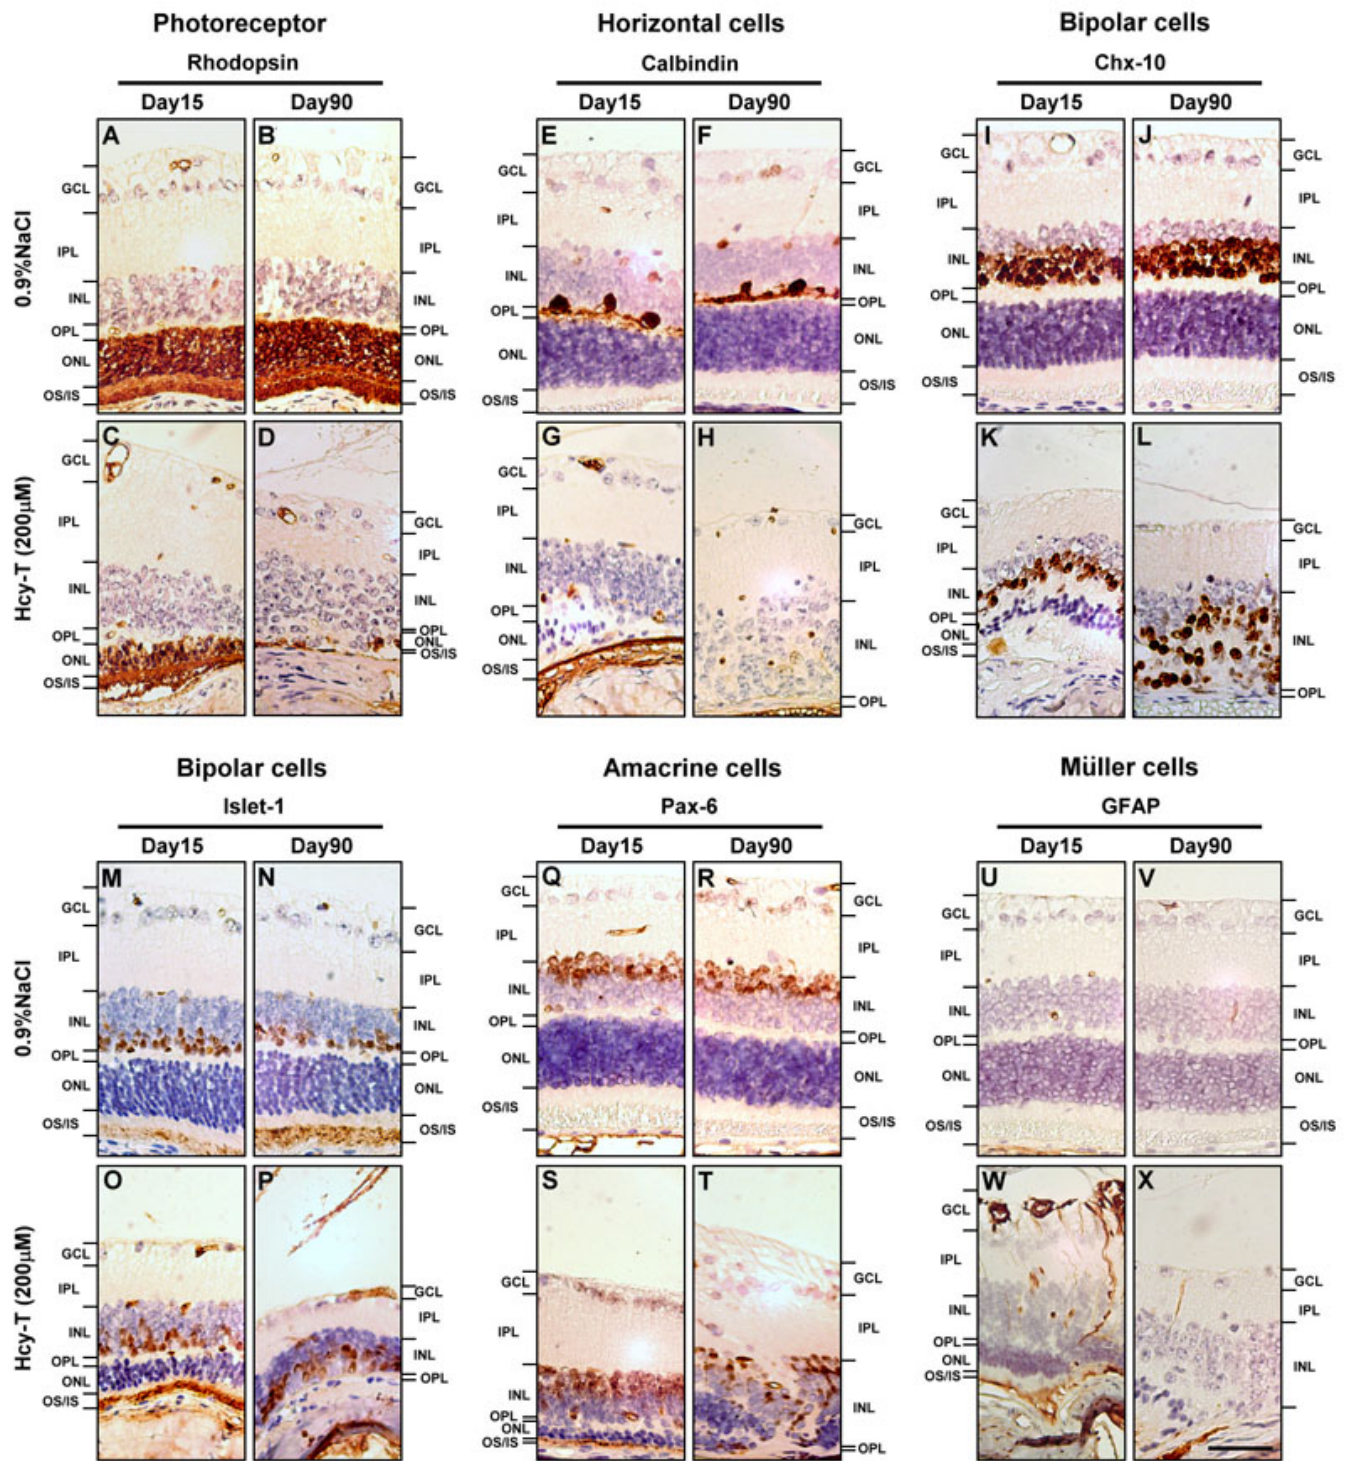 Photoreceptor Horizontal cells Bipolar cells
Rhodopsin Calbindin Chx-10
Day15 Day90 Day15 Day90 Day15 Day90
0.9%NaCl
A B E F I J
GCL GCL GCL GCL
IPL IPL IPL IPL IPL IPL
INL INL INL INL INL INL
OPL OPL OPL OPL OPL OPL
ONL ONL ONL ONL
OS/IS OS/IS OS/IS OS/IS OS/IS OS/IS
Hcy-T (200µM)
C D G H K L
GCL GCL GCL GCL GCL GCL
IPL IPL IPL IPL IPL IPL
INL INL INL INL INL INL
OPL OPL OPL OPL OPL OPL
ONL ONL ONL ONL
OS/IS OS/IS OS/IS OS/IS
Bipolar cells Amacrine cells Müller cells
Islet-1 Pax-6 GFAP
Day15 Day90 Day15 Day90 Day15 Day90
0.9%NaCl
M N Q R U V
GCL GCL GCL GCL GCL GCL
IPL IPL IPL IPL IPL IPL
INL INL INL INL INL INL
OPL OPL OPL OPL OPL OPL
ONL ONL ONL ONL ONL ONL
OS/IS OS/IS OS/IS OS/IS OS/IS OS/IS
Hcy-T (200µM)
O P S T W X
GCL GCL GCL GCL GCL GCL
IPL IPL IPL IPL IPL IPL
INL INL INL INL INL INL
OPL OPL OPL OPL OPL
ONL ONL ONL
OS/IS OS/IS OS/IS